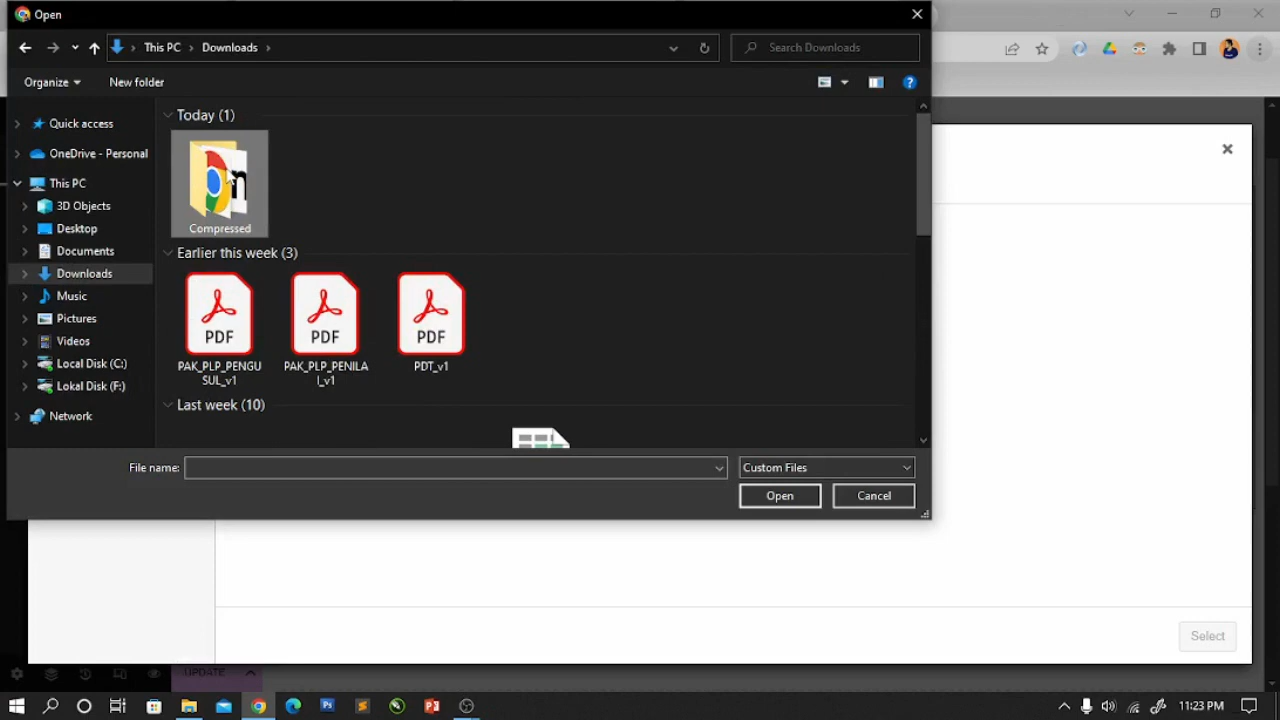 Open
This PC
Downloads
Search Downloads
Organize
New folder
Quick access
OneDrive - Personal
This PC
3D Objects
Desktop
Documents
Downloads
Music
Pictures
Videos
Local Disk (C:)
Lokal Disk (F:)
Network
Today (1)
Compressed
Earlier this week (3)
PDF
PAK_PLP_PENGU
SUL_v1
PDF
PAK_PLP_PENILA
I_v1
PDF
PDT_v1
Last week (10)
File name:
Custom Files
Open
Cancel
Select
UPDATE
11:23 PM